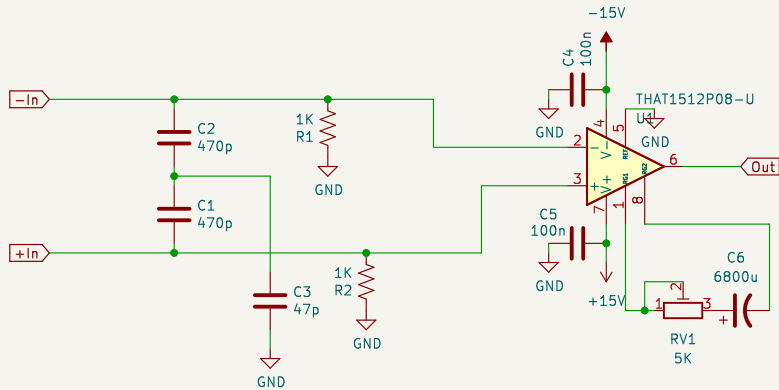 −15V
C4
100n
−In
THAT1512P08-U
U1
GND
GND
4
5
1K
R1
C2
470p
2
−
V−
REF
6
Out
GND
3
+
V+
RG1
RG2
C1
470p
7
1
8
C5
100n
+In
C6
6800u
1K
R2
GND
+15V
2
C3
47p
1
3
+
GND
RV1
5K
GND